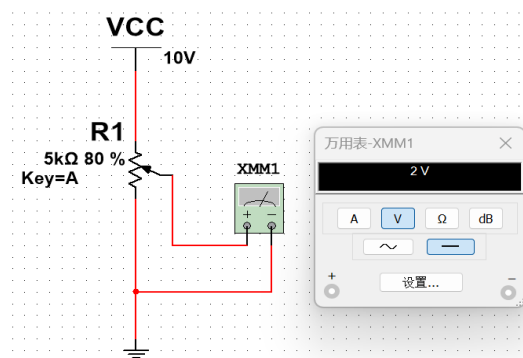 VCC
10V
R1
5kΩ 80 %
Key=A
XMM1
+ −
万用表-XMM1
2 V
A V Ω dB
+ 设置... −